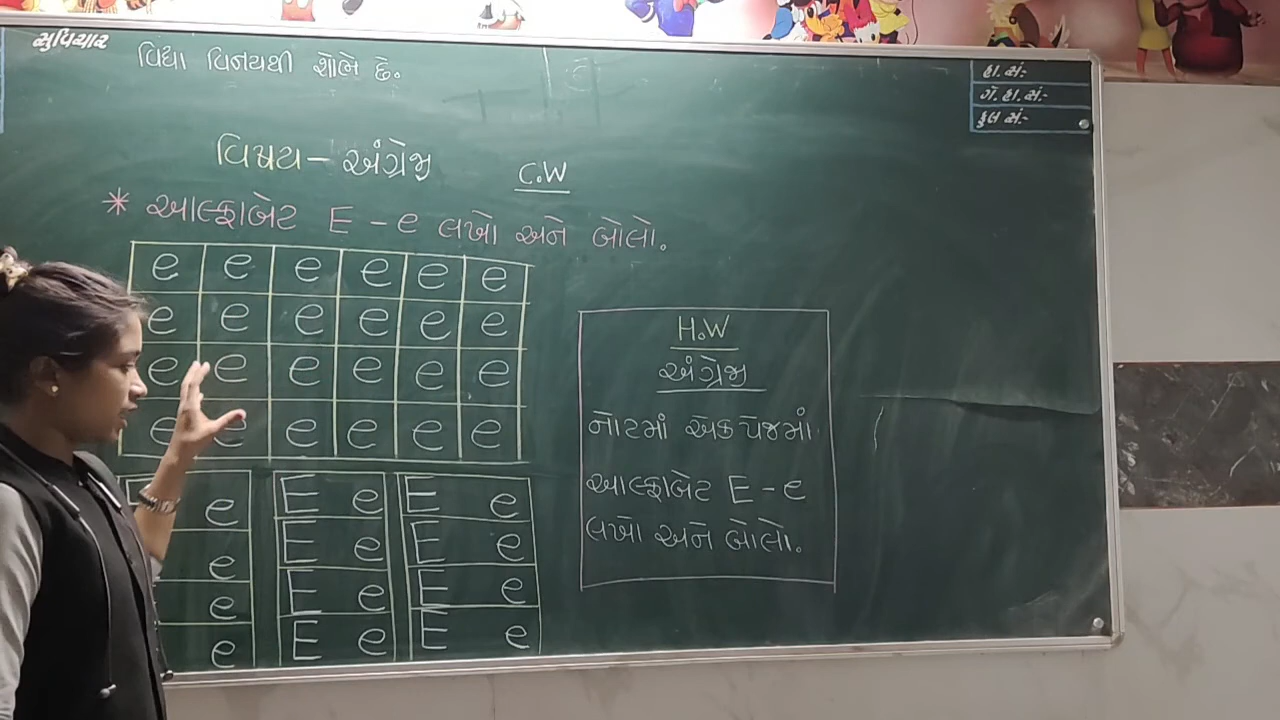 સુવિચાર
વિદ્યા વિનયથી શોભે છે.
હા.સં:-
ગે.હા.સં:-
કુલ સં:-
વિષય - અંગ્રેજી C.W
* આલ્ફાબેટ E - e લખો અને બોલો.
e e e e e e
e e e e e e
e e e e e e
e e e e e e
e E e E e
e E e E e
e E e E e
e E e E e
H.W
અંગ્રેજી
નોટમાં એક પેજમાં
આલ્ફાબેટ E - e
લખો અને બોલો.